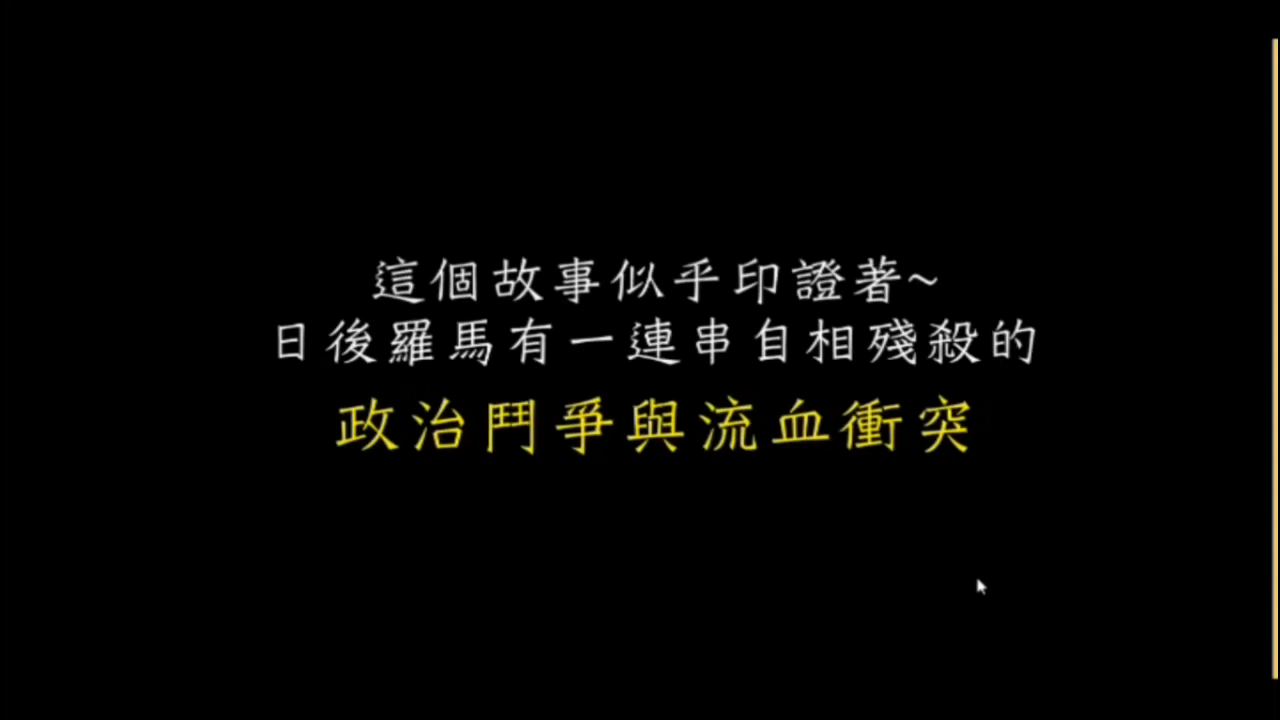 這個故事似乎印證著~
日後羅馬有一連串自相殘殺的
政治鬥爭與流血衝突